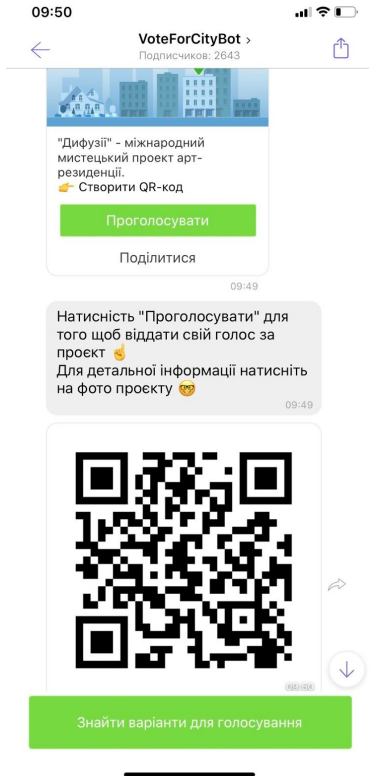 09:50
VoteForCityBot >
Подписчиков: 2643
"Дифузії" - міжнародний
мистецький проект арт-
резиденції.
👉 Створити QR-код
Проголосувати
Поділитися
09:49
Натисність "Проголосувати" для
того щоб віддати свій голос за
проєкт ☝
Для детальної інформації натисніть
на фото проєкту 🤓
09:49
09:50
Знайти варіанти для голосування